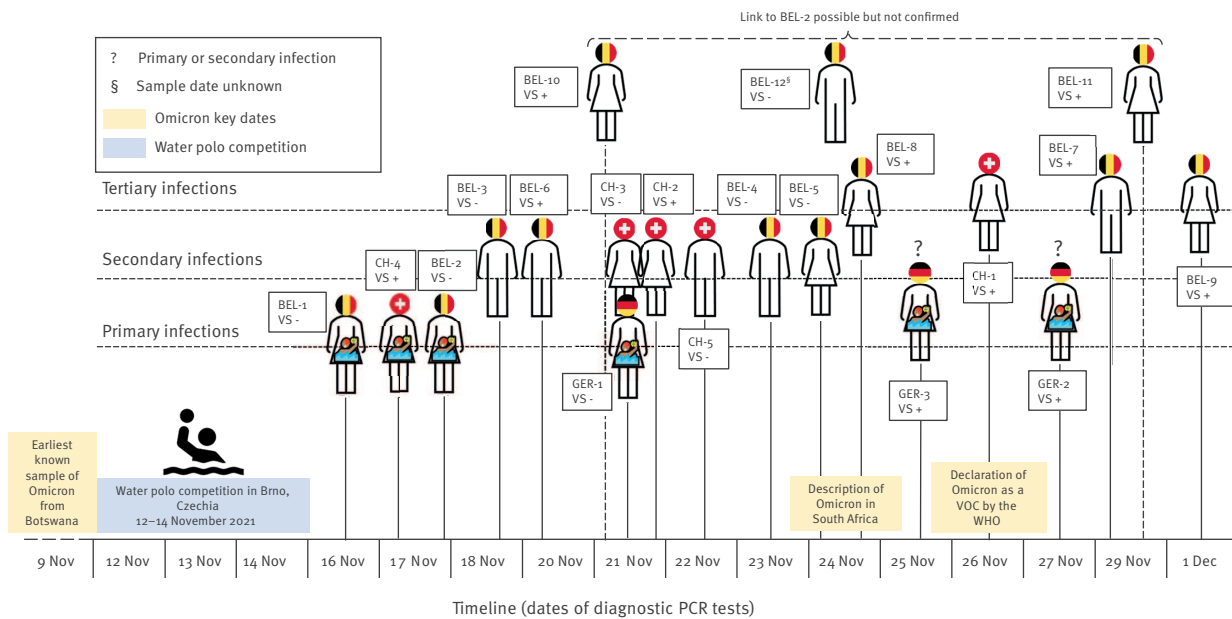 Link to BEL-2 possible but not confirmed
? Primary or secondary infection
§ Sample date unknown
Omicron key dates
Water polo competition
BEL-10
VS +
BEL-12§
VS -
BEL-11
VS +
BEL-8
VS +
BEL-7
VS +
Tertiary infections
BEL-3
VS -
BEL-6
VS +
CH-3
VS -
CH-2
VS +
BEL-4
VS -
BEL-5
VS -
? ?
Secondary infections
CH-4
VS +
BEL-2
VS -
CH-1
VS +
BEL-9
VS +
BEL-1
VS -
Primary infections
CH-5
VS -
GER-1
VS -
GER-3
VS +
GER-2
VS +
Earliest
known
sample of
Omicron
from
Botswana
Water polo competition in Brno,
Czechia
12–14 November 2021
Description of
Omicron in
South Africa
Declaration of
Omicron as a
VOC by the
WHO
9 Nov 12 Nov 13 Nov 14 Nov 16 Nov 17 Nov 18 Nov 20 Nov 21 Nov 22 Nov 23 Nov 24 Nov 25 Nov 26 Nov 27 Nov 29 Nov 1 Dec
Timeline (dates of diagnostic PCR tests)